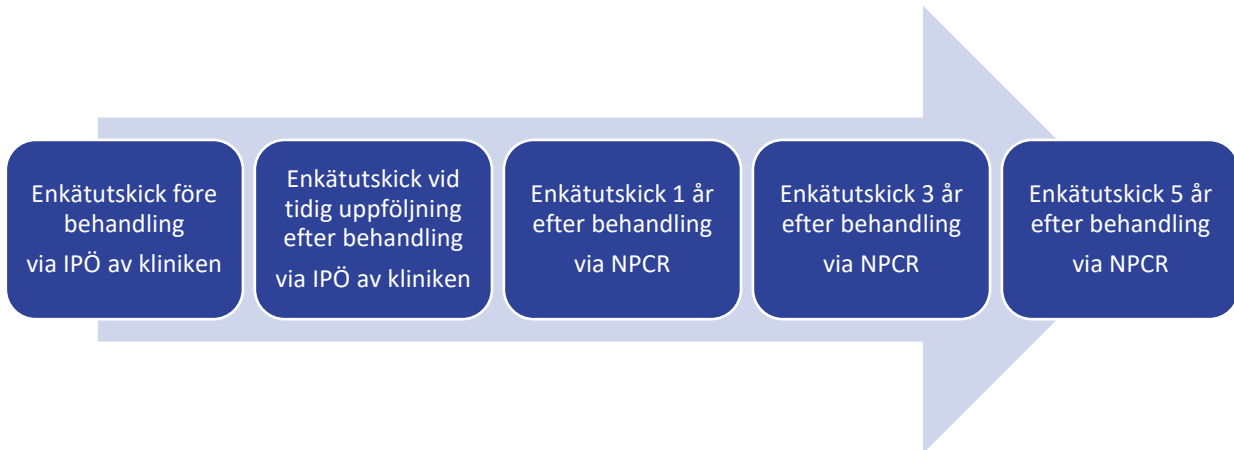 Enkätutskick före
behandling
via IPÖ av kliniken
Enkätutskick vid
tidig uppföljning
efter behandling
via IPÖ av kliniken
Enkätutskick 1 år
efter behandling
via NPCR
Enkätutskick 3 år
efter behandling
via NPCR
Enkätutskick 5 år
efter behandling
via NPCR